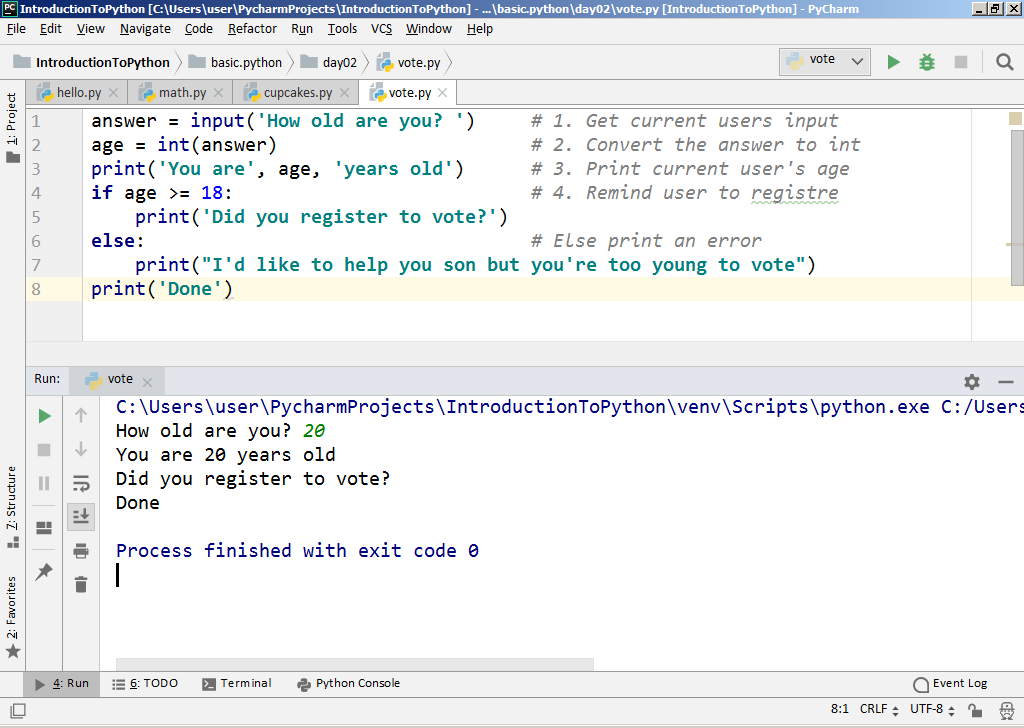 IntroductionToPython [C:\Users\user\PycharmProjects\IntroductionToPython] - ...\basic.python\day02\vote.py [IntroductionToPython] - PyCharm
File Edit View Navigate Code Refactor Run Tools VCS Window Help
IntroductionToPython basic.python day02 vote.py vote
hello.py math.py cupcakes.py vote.py
1: Project
1 answer = input('How old are you? ') # 1. Get current users input
2 age = int(answer) # 2. Convert the answer to int
3 print('You are', age, 'years old') # 3. Print current user's age
4 if age >= 18: # 4. Remind user to registre
5 print('Did you register to vote?')
6 else: # Else print an error
7 print("I'd like to help you son but you're too young to vote")
8 print('Done')
Run: vote
C:\Users\user\PycharmProjects\IntroductionToPython\venv\Scripts\python.exe C:/Users
How old are you? 20
You are 20 years old
Did you register to vote?
Done
Process finished with exit code 0
7: Structure
2: Favorites
4: Run 6: TODO Terminal Python Console Event Log
8:1 CRLF UTF-8